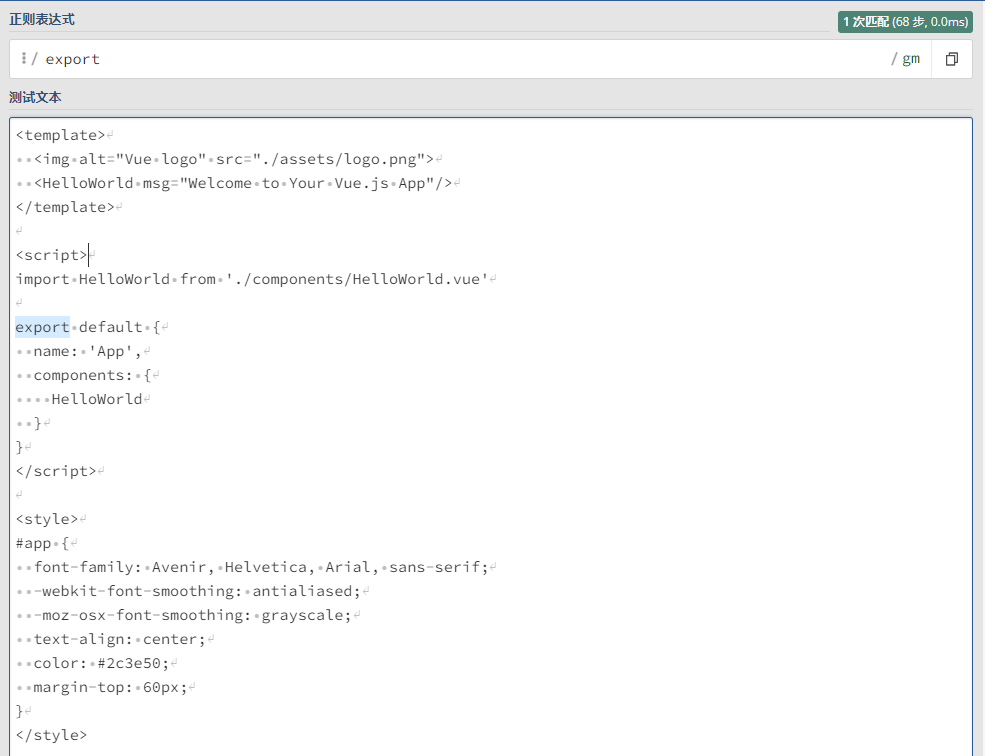 正则表达式
1 次匹配 (68 步, 0.0ms)
/ export / gm
测试文本
<template>
  <img alt="Vue logo" src="./assets/logo.png">
  <HelloWorld msg="Welcome to Your Vue.js App"/>
</template>

<script>
import HelloWorld from './components/HelloWorld.vue'

export default {
  name: 'App',
  components: {
    HelloWorld
  }
}
</script>

<style>
#app {
  font-family: Avenir, Helvetica, Arial, sans-serif;
  -webkit-font-smoothing: antialiased;
  -moz-osx-font-smoothing: grayscale;
  text-align: center;
  color: #2c3e50;
  margin-top: 60px;
}
</style>